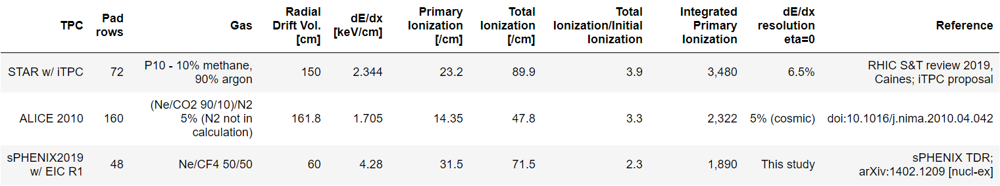 TPC
Pad
rows
Gas
Radial
Drift Vol.
[cm]
dE/dx
[keV/cm]
Primary
Ionization
[/cm]
Total
Ionization
[/cm]
Total
Ionization/Initial
Ionization
Integrated
Primary
Ionization
dE/dx
resolution
eta=0
Reference
STAR w/ iTPC
72
P10 - 10% methane,
90% argon
150
2.344
23.2
89.9
3.9
3,480
6.5%
RHIC S&T review 2019,
Caines; iTPC proposal
ALICE 2010
160
(Ne/CO2 90/10)/N2
5% (N2 not in
calculation)
161.8
1.705
14.35
47.8
3.3
2,322
5% (cosmic)
doi:10.1016/j.nima.2010.04.042
sPHENIX2019
w/ EIC R1
48
Ne/CF4 50/50
60
4.28
31.5
71.5
2.3
1,890
This study
sPHENIX TDR;
arXiv:1402.1209 [nucl-ex]